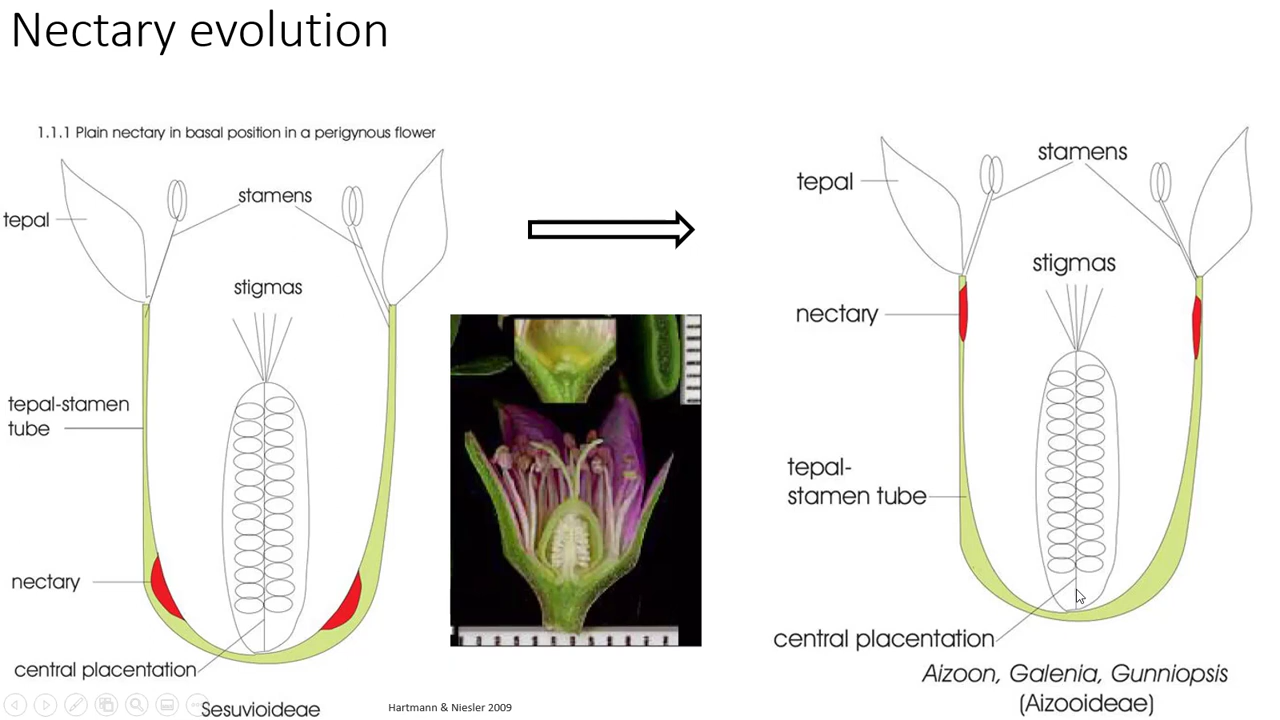 Nectary evolution
1.1.1 Plain nectary in basal position in a perigynous flower
tepal
stamens
stigmas
tepal-stamen
tube
nectary
central placentation
Sesuvioideae
Hartmann & Niesler 2009
stamens
tepal
stigmas
nectary
tepal-
stamen tube
central placentation
Aizoon, Galenia, Gunniopsis
(Aizooideae)